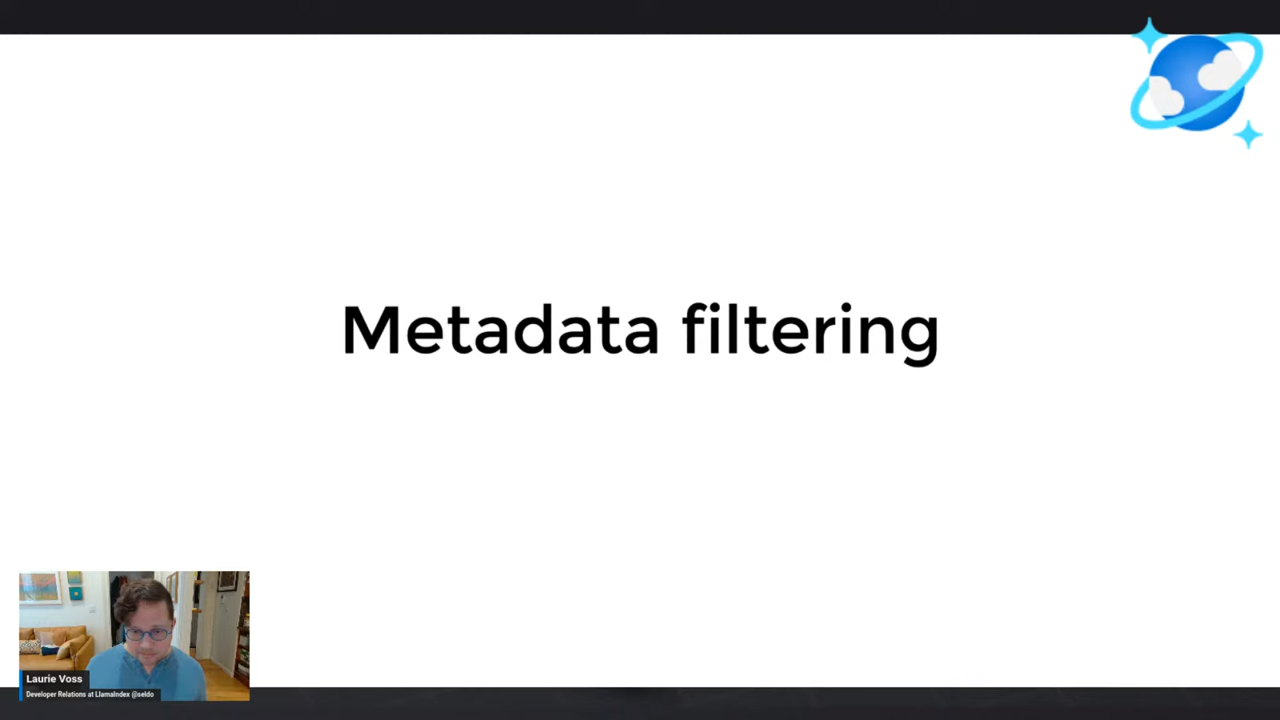 Metadata filtering
Laurie Voss
Developer Relations at LlamaIndex @seldo